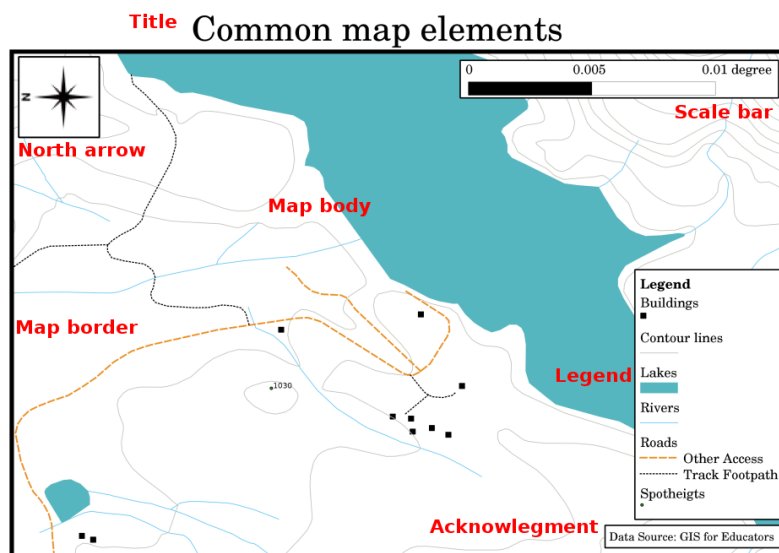 Title Common map elements
0 0.005 0.01 degree
N
Scale bar
North arrow
Map body
Legend
Buildings
Map border
Contour lines
Legend Lakes
Rivers
1030
Roads
Other Access
Track Footpath
Spotheigts
Acknowlegment
Data Source: GIS for Educators